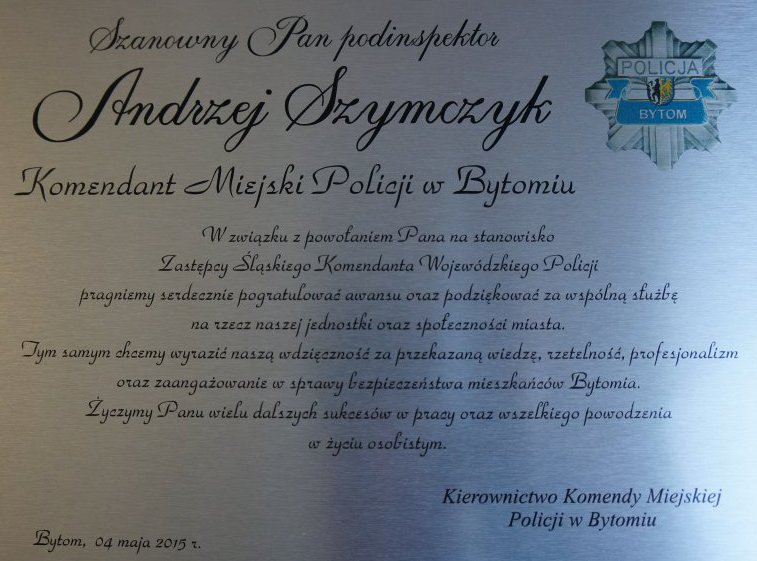 Szanowny Pan podinspektor
Andrzej Szymczyk
Komendant Miejski Policji w Bytomiu
POLICJA
BYTOM
W związku z powołaniem Pana na stanowisko
Zastępcy Śląskiego Komendanta Wojewódzkiego Policji
pragniemy serdecznie pogratulować awansu oraz podziękować za wspólną służbę
na rzecz naszej jednostki oraz społeczności miasta.
Tym samym chcemy wyrazić naszą wdzięczność za przekazaną wiedzę, rzetelność, profesjonalizm
oraz zaangażowanie w sprawy bezpieczeństwa mieszkańców Bytomia.
Życzymy Panu wielu dalszych sukcesów w pracy oraz wszelkiego powodzenia
w życiu osobistym.
Kierownictwo Komendy Miejskiej
Policji w Bytomiu
Bytom, 04 maja 2015 r.